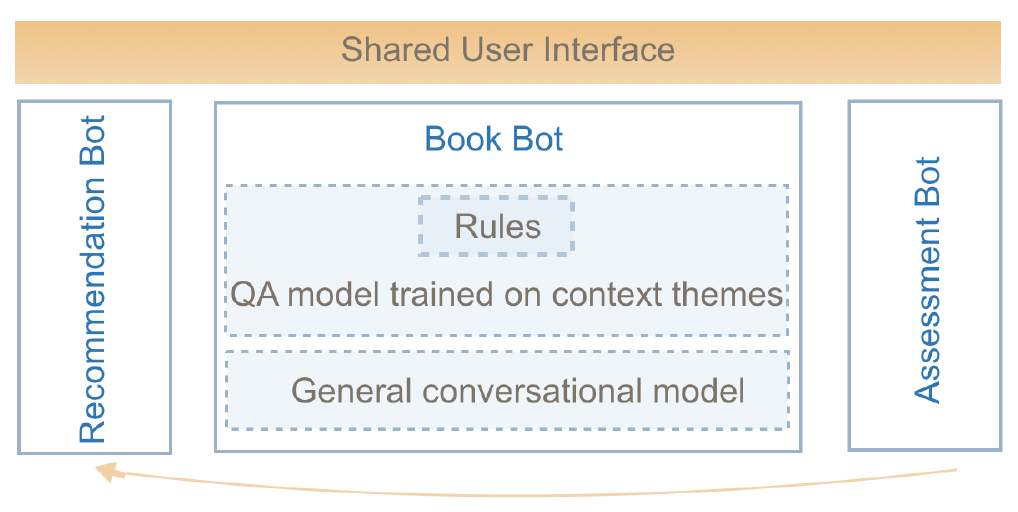 Shared User Interface
Recommendation Bot
Book Bot
Rules
QA model trained on context themes
General conversational model
Assessment Bot